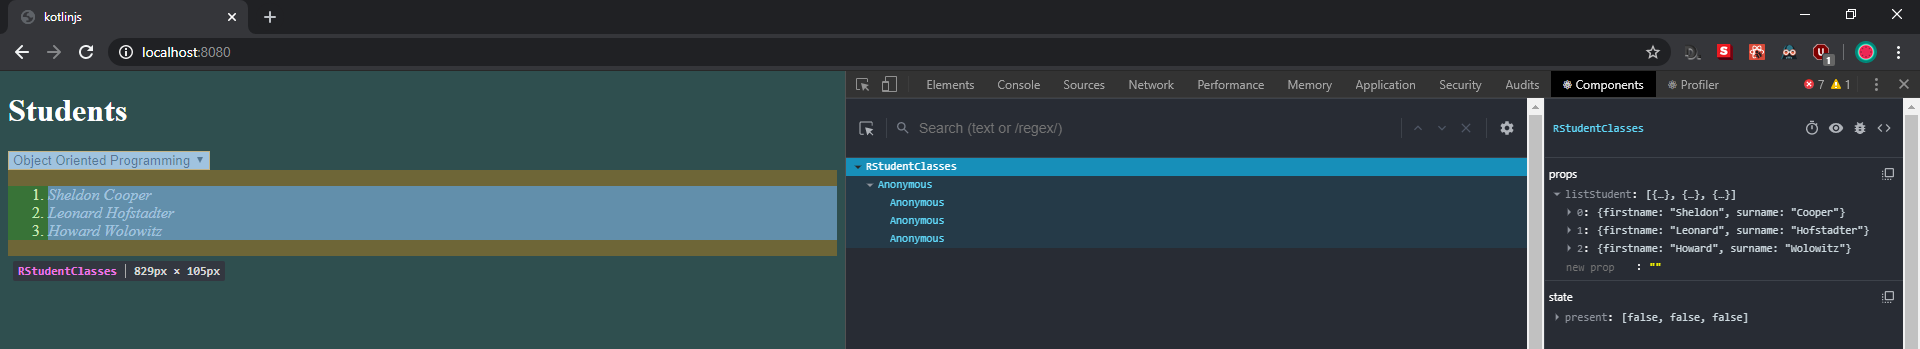 kotlinjs
localhost:8080
1
Students
Object Oriented Programming
1. Sheldon Cooper
2. Leonard Hofstadter
3. Howard Wolowitz
RStudentClasses | 829px × 105px
Elements Console Sources Network Performance Memory Application Security Audits Components Profiler 7 1
Search (text or /regex/)
RStudentClasses
Anonymous
Anonymous
Anonymous
Anonymous
RStudentClasses
props
listStudent: [{…}, {…}, {…}]
0: {firstname: "Sheldon", surname: "Cooper"}
1: {firstname: "Leonard", surname: "Hofstadter"}
2: {firstname: "Howard", surname: "Wolowitz"}
new prop : ""
state
present: [false, false, false]